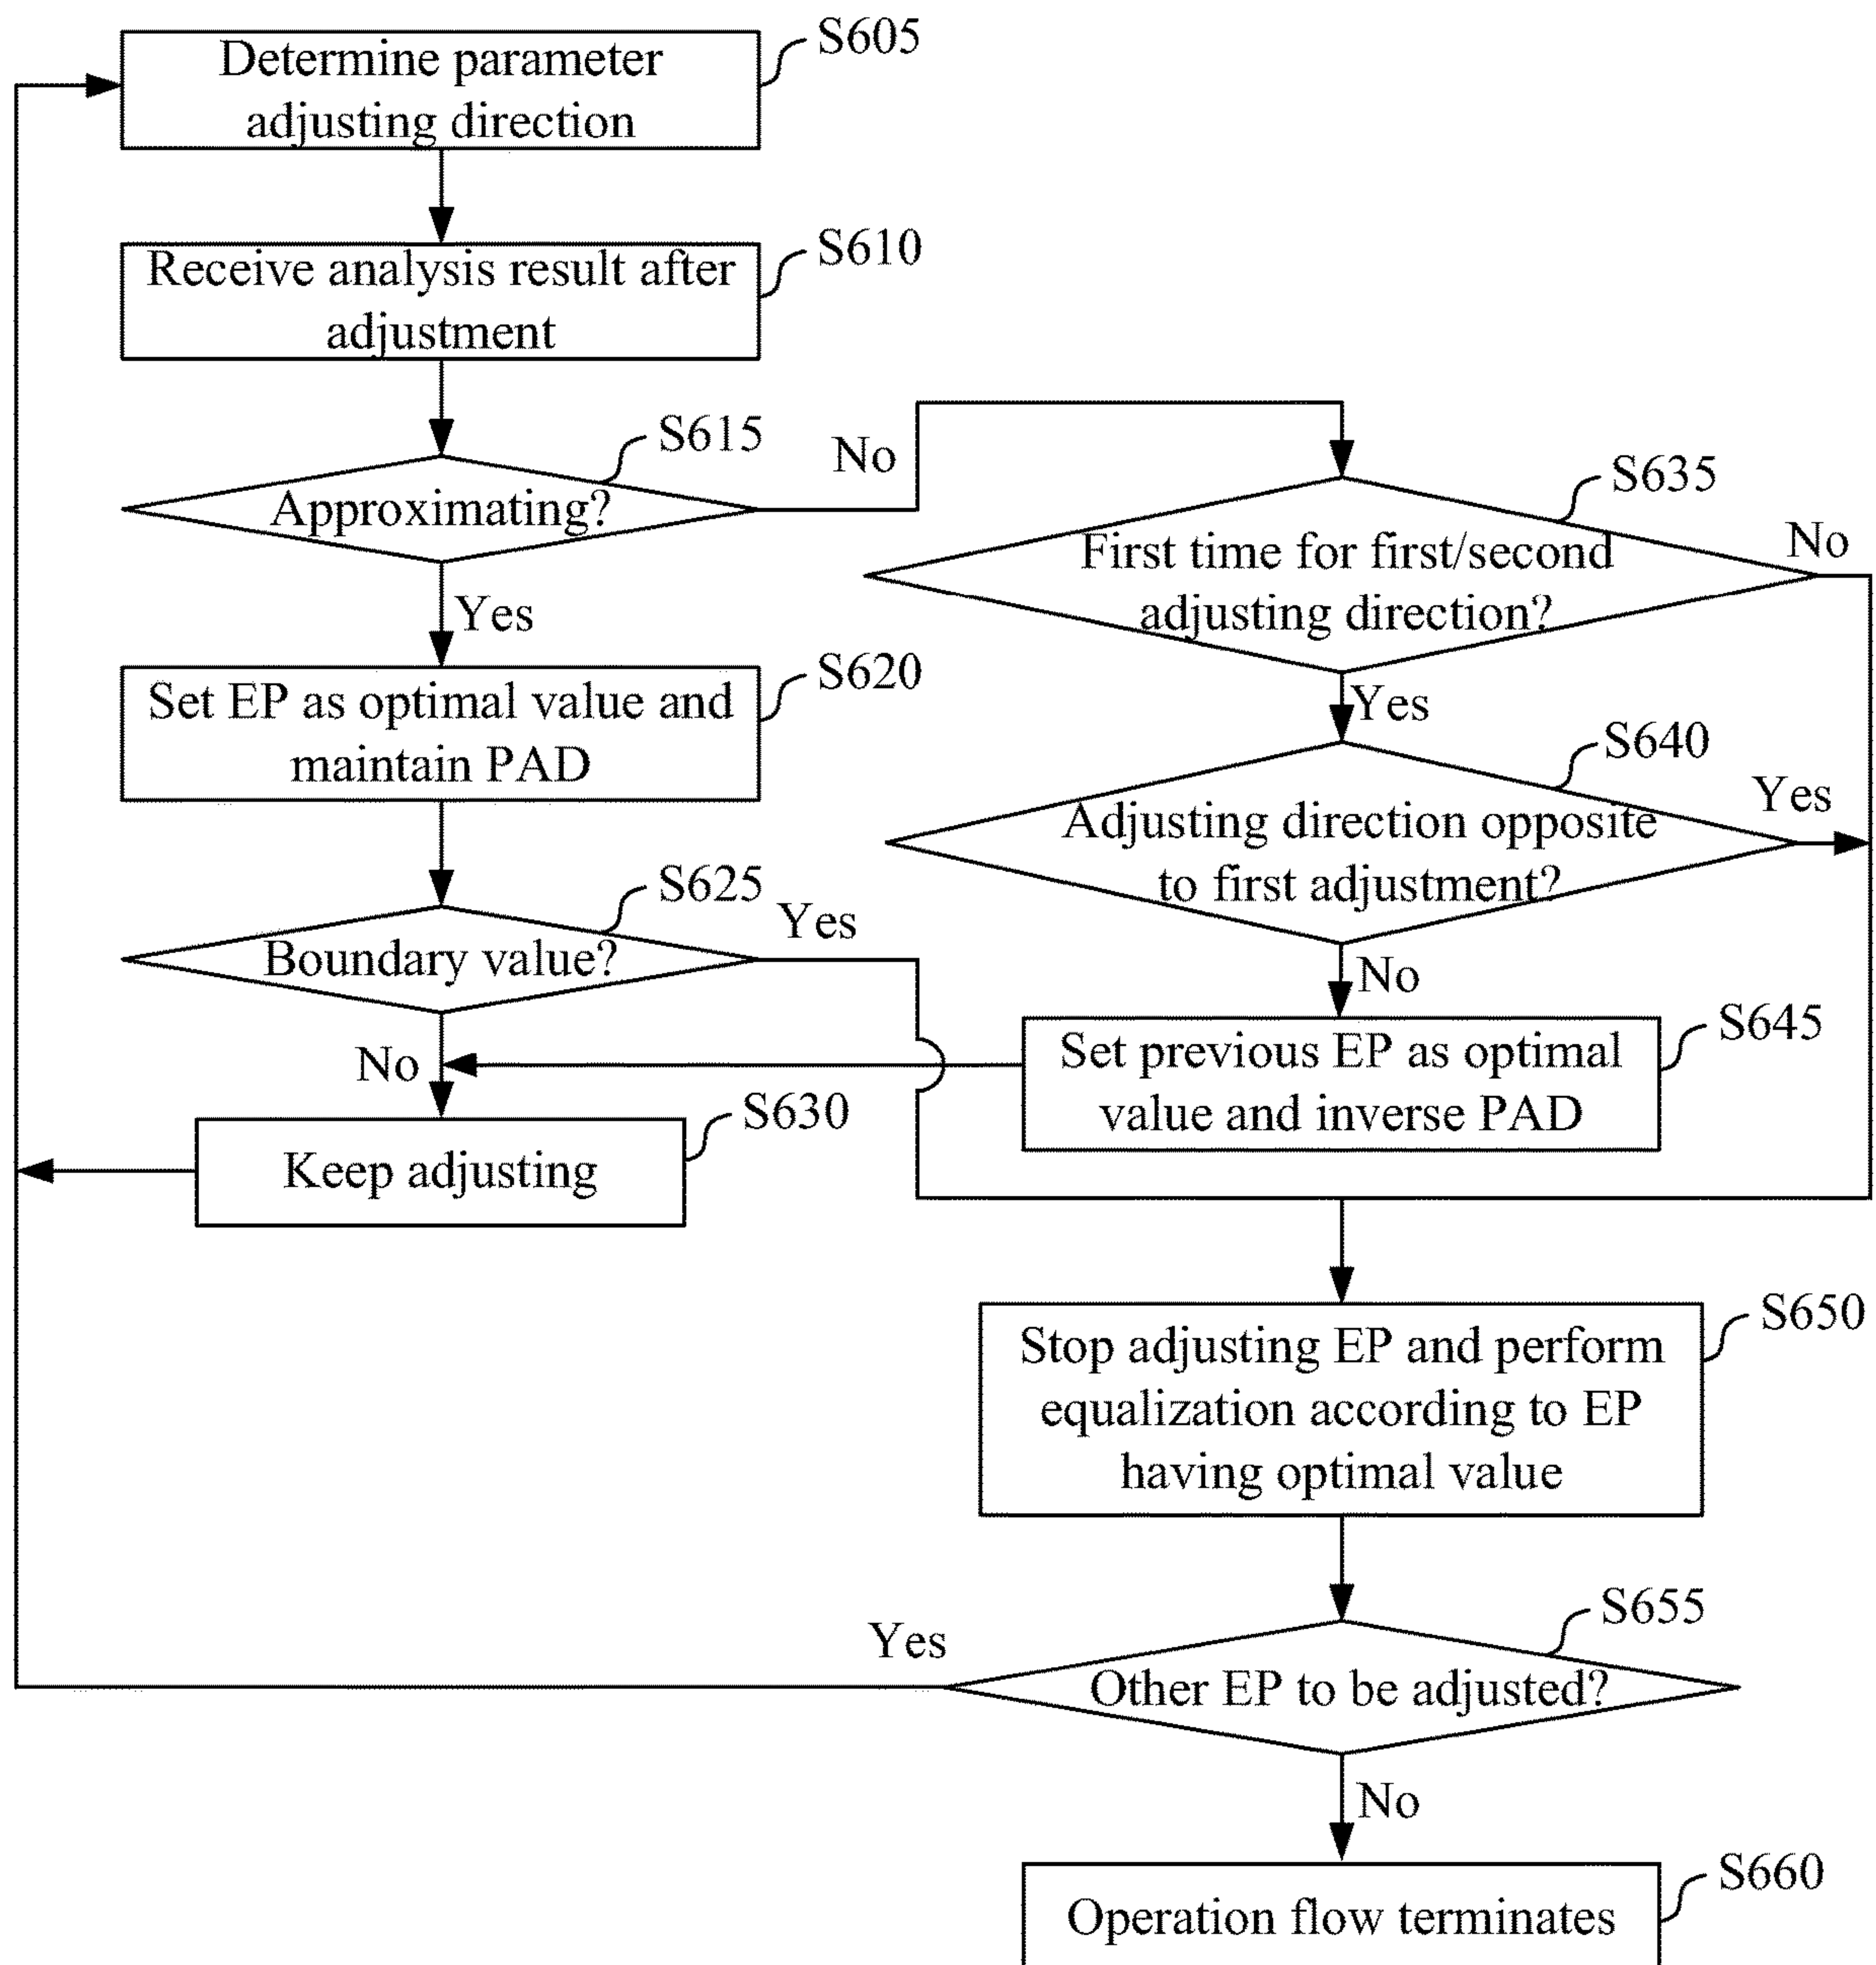 S605
Determine parameter
adjusting direction
S610
Receive analysis result after
adjustment
S615
Approximating?
No
Yes
S635
First time for first/second
adjusting direction?
No
Yes
S620
Set EP as optimal value and
maintain PAD
S640
Adjusting direction opposite
to first adjustment?
Yes
No
S625
Boundary value?
Yes
No
S645
Set previous EP as optimal
value and inverse PAD
S630
Keep adjusting
S650
Stop adjusting EP and perform
equalization according to EP
having optimal value
S655
Other EP to be adjusted?
Yes
No
S660
Operation flow terminates